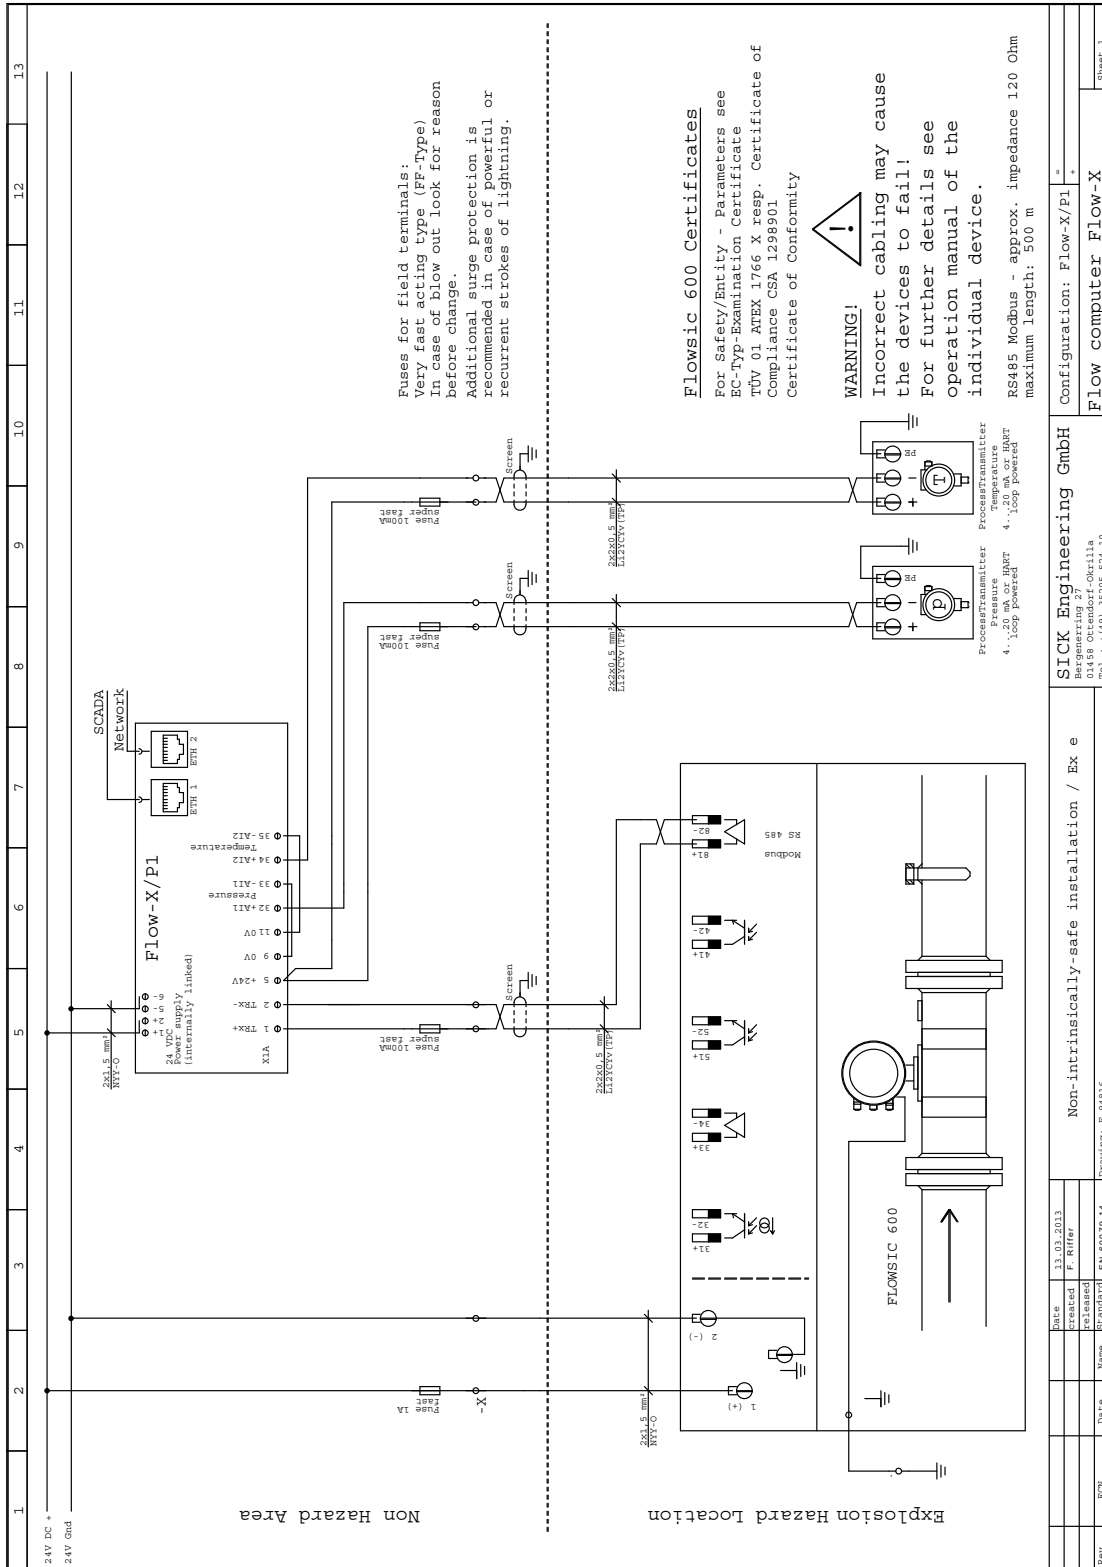 1 2 3 4 5 6 7 8 9 10 11 12 13
24V DC +
24V Gnd
SCADA
Network
ETH 1
ETH 2
Flow-X/P1
1+
2+
5-
6-
24 VDC
Power supply
(internally linked)
X1A
1 TRx+
2 TRx-
5 +24V
9 0V
11 0V
32+AI1
33-AI1
Pressure
34+AI2
35-AI2
Temperature
2x1,5 mm²
NYY-O
Fuses for field terminals:
Very fast acting type (FF-Type)
In case of blow out look for reason
before change.
Additional surge protection is
recommended in case of powerful or
recurrent strokes of lightning.
Fuse 1A
fast
-X
Fuse 100mA
super fast
Screen
Fuse 100mA
super fast
Screen
Fuse 100mA
super fast
Screen
Non Hazard Area
Explosion Hazard Location
2x1,5 mm²
NYY-O
2x2x0,5 mm²
Li2YCYv(TP)
2x2x0,5 mm²
Li2YCYv(TP)
2x2x0,5 mm²
Li2YCYv(TP)
1 (+)
2 (-)
31+
32-
33+
34-
51+
52-
41+
42-
81+
82-
Modbus
RS 485
FLOWSIC 600
+
-
PE
p
ProcessTransmitter
Pressure
4...20 mA or HART
loop powered
+
-
PE
T
ProcessTransmitter
Temperature
4...20 mA or HART
loop powered
Flowsic 600 Certificates
For Safety/Entity - Parameters see
EC-Typ-Examination Certificate
TÜV 01 ATEX 1766 X resp. Certificate of
Compliance CSA 1298901
Certificate of Conformity
!
WARNING!
Incorrect cabling may cause
the devices to fail!
For further details see
operation manual of the
individual device.
RS485 Modbus - approx. impedance 120 Ohm
maximum length: 500 m
Date
13.03.2013
created
F. Riffer
released
Date
Name
Standard
Non-intrinsically-safe installation / Ex e
SICK Engineering GmbH
Bergenerring 27
01458 Ottendorf-Okrilla
Configuration: Flow-X/P1
=
+
Flow computer Flow-X
Sheet 1